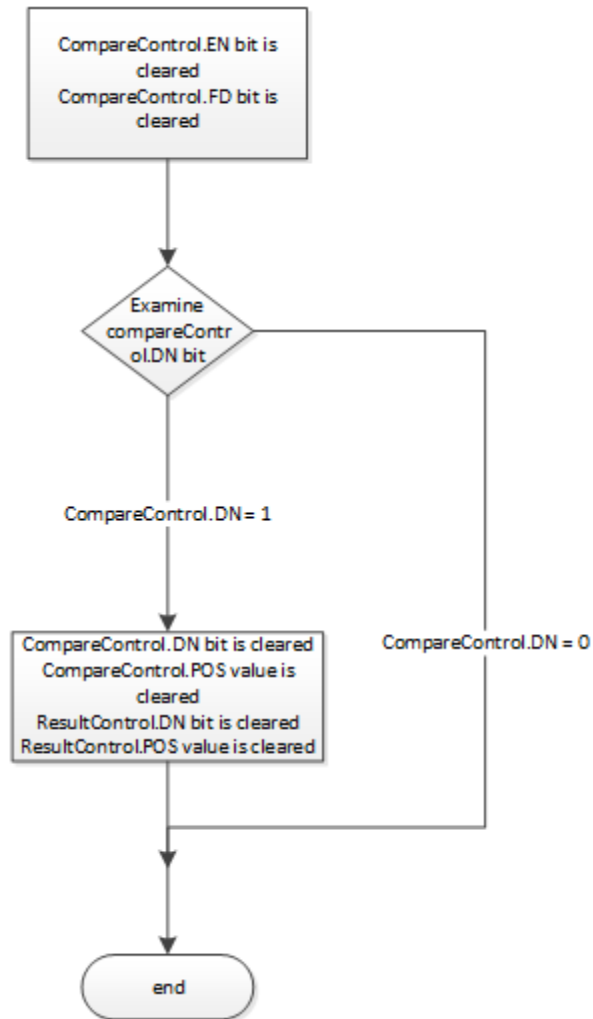 CompareControl.EN bit is
cleared
CompareControl.FD bit is
cleared
Examine
compareContr
ol.DN bit
CompareControl.DN = 1
CompareControl.DN bit is cleared
CompareControl.POS value is
cleared
ResultControl.DN bit is cleared
ResultControl.POS value is cleared
CompareControl.DN = 0
end